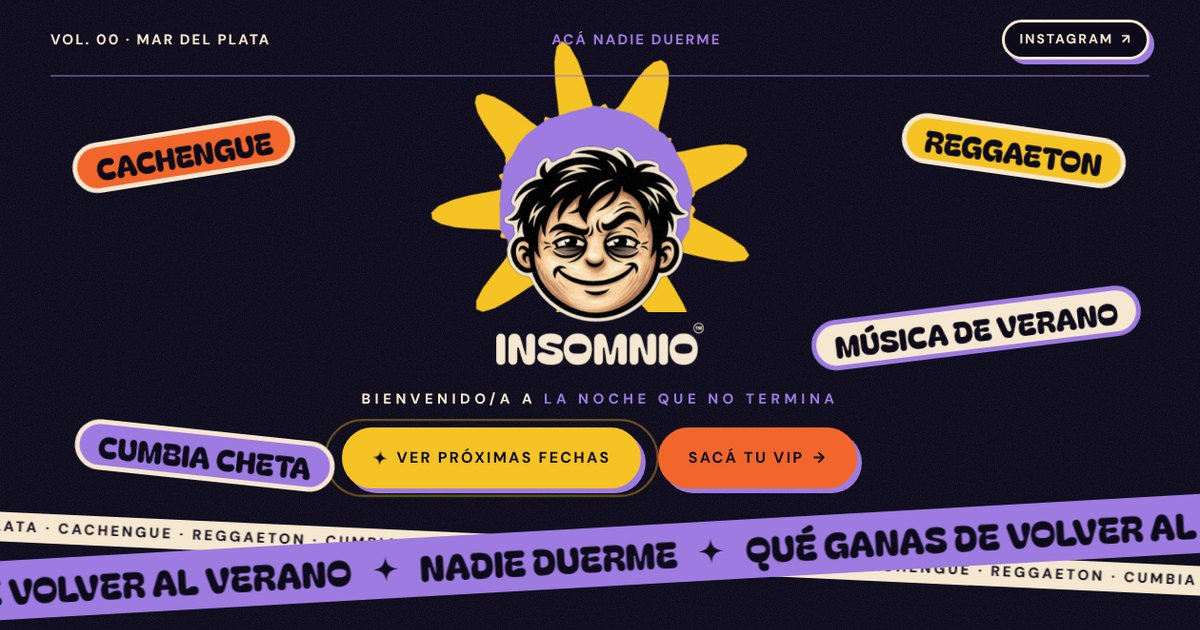 VOL. 00 · MAR DEL PLATA
ACÁ NADIE DUERME
INSTAGRAM ↗
CACHENGUE
REGGAETON
INSOMNIO™
MÚSICA DE VERANO
BIENVENIDO/A A LA NOCHE QUE NO TERMINA
CUMBIA CHETA
✦ VER PRÓXIMAS FECHAS
SACÁ TU VIP →
· CACHENGUE · REGGAETON ·
VOLVER AL VERANO ✦ NADIE DUERME ✦ QUÉ GANAS DE VOLVER AL
· REGGAETON · CUMBIA